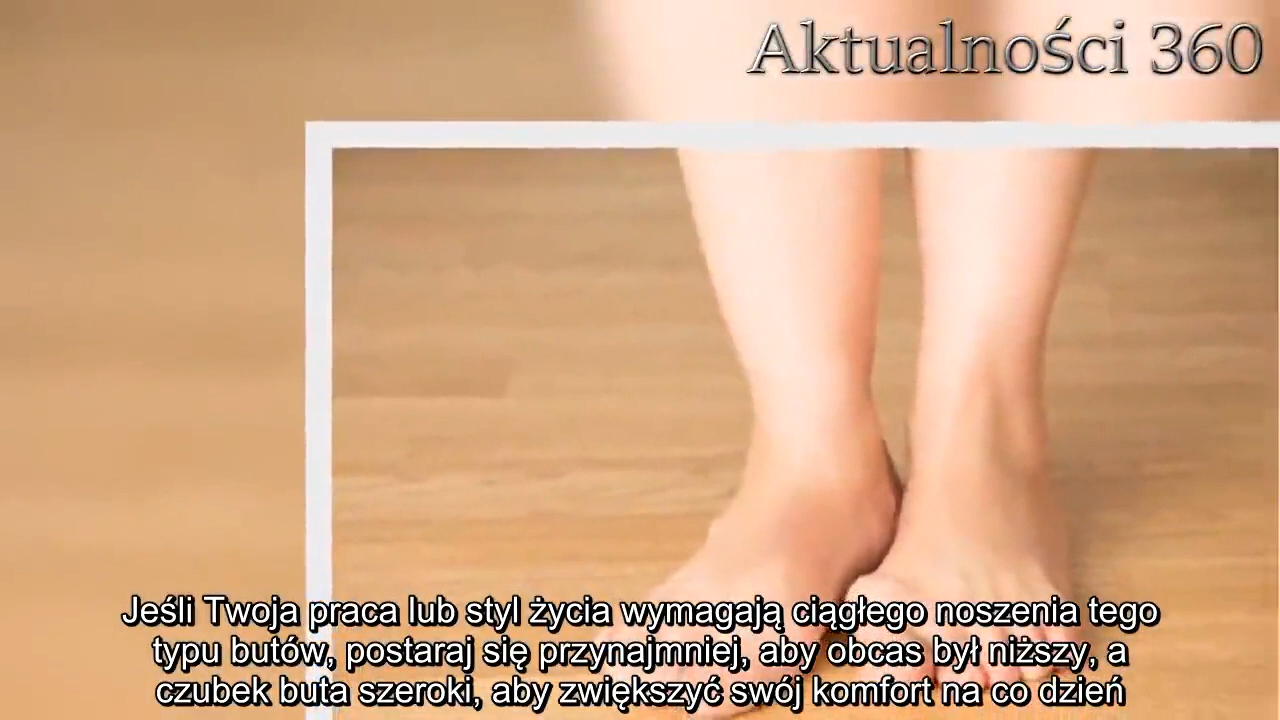 Aktualności 360
Jeśli Twoja praca lub styl życia wymagają ciągłego noszenia tego
typu butów, postaraj się przynajmniej, aby obcas był niższy, a
czubek buta szeroki, aby zwiększyć swój komfort na co dzień